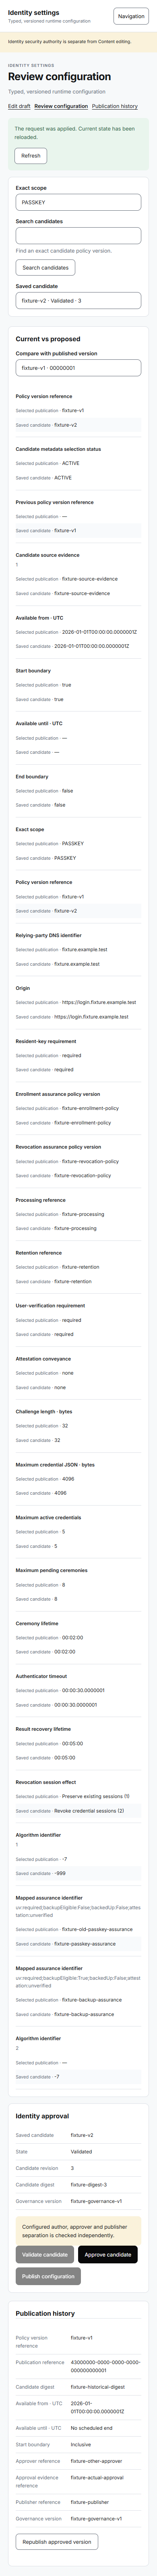 Identity settings
Typed, versioned runtime configuration
Navigation
Identity security authority is separate from Content editing.
IDENTITY SETTINGS
Review configuration
Typed, versioned runtime configuration
Edit draft Review configuration Publication history
The request was applied. Current state has been
reloaded.
Refresh
Exact scope
PASSKEY
Search candidates
Find an exact candidate policy version.
Search candidates
Saved candidate
fixture-v2 · Validated · 3
Current vs proposed
Compare with published version
fixture-v1 · 00000001
Policy version reference
Selected publication · fixture-v1
Saved candidate · fixture-v2
Candidate metadata selection status
Selected publication · ACTIVE
Saved candidate · ACTIVE
Previous policy version reference
Selected publication · —
Saved candidate · fixture-v1
Candidate source evidence
1
Selected publication · fixture-source-evidence
Saved candidate · fixture-source-evidence
Available from · UTC
Selected publication · 2026-01-01T00:00:00.0000001Z
Saved candidate · 2026-01-01T00:00:00.0000001Z
Start boundary
Selected publication · true
Saved candidate · true
Available until · UTC
Selected publication · —
Saved candidate · —
End boundary
Selected publication · false
Saved candidate · false
Exact scope
Selected publication · PASSKEY
Saved candidate · PASSKEY
Policy version reference
Selected publication · fixture-v1
Saved candidate · fixture-v2
Relying-party DNS identifier
Selected publication · fixture.example.test
Saved candidate · fixture.example.test
Origin
Selected publication · https://login.fixture.example.test
Saved candidate · https://login.fixture.example.test
Resident-key requirement
Selected publication · required
Saved candidate · required
Enrollment assurance policy version
Selected publication · fixture-enrollment-policy
Saved candidate · fixture-enrollment-policy
Revocation assurance policy version
Selected publication · fixture-revocation-policy
Saved candidate · fixture-revocation-policy
Processing reference
Selected publication · fixture-processing
Saved candidate · fixture-processing
Retention reference
Selected publication · fixture-retention
Saved candidate · fixture-retention
User-verification requirement
Selected publication · required
Saved candidate · required
Attestation conveyance
Selected publication · none
Saved candidate · none
Challenge length · bytes
Selected publication · 32
Saved candidate · 32
Maximum credential JSON · bytes
Selected publication · 4096
Saved candidate · 4096
Maximum active credentials
Selected publication · 5
Saved candidate · 5
Maximum pending ceremonies
Selected publication · 8
Saved candidate · 8
Ceremony lifetime
Selected publication · 00:02:00
Saved candidate · 00:02:00
Authenticator timeout
Selected publication · 00:00:30.0000001
Saved candidate · 00:00:30.0000001
Result recovery lifetime
Selected publication · 00:05:00
Saved candidate · 00:05:00
Revocation session effect
Selected publication · Preserve existing sessions (1)
Saved candidate · Revoke credential sessions (2)
Algorithm identifier
1
Selected publication · -7
Saved candidate · -999
Mapped assurance identifier
uv:required;backupEligible:False;backedUp:False;attes
tation:unverified
Selected publication · fixture-old-passkey-assurance
Saved candidate · fixture-passkey-assurance
Mapped assurance identifier
uv:required;backupEligible:True;backedUp:False;attest
ation:unverified
Selected publication · fixture-backup-assurance
Saved candidate · fixture-backup-assurance
Algorithm identifier
2
Selected publication · —
Saved candidate · -7
Identity approval
Saved candidate fixture-v2
State Validated
Candidate revision 3
Candidate digest fixture-digest-3
Governance version fixture-governance-v1
Configured author, approver and publisher
separation is checked independently.
Validate candidate Approve candidate
Publish configuration
Publication history
Policy version fixture-v1
reference
Publication reference 43000000-0000-0000-0000-
000000000001
Candidate digest fixture-historical-digest
Available from · UTC 2026-01-
01T00:00:00.0000001Z
Available until · UTC No scheduled end
Start boundary Inclusive
Approver reference fixture-other-approver
Approval evidence fixture-actual-approval
reference
Publisher reference fixture-publisher
Governance version fixture-governance-v1
Republish approved version